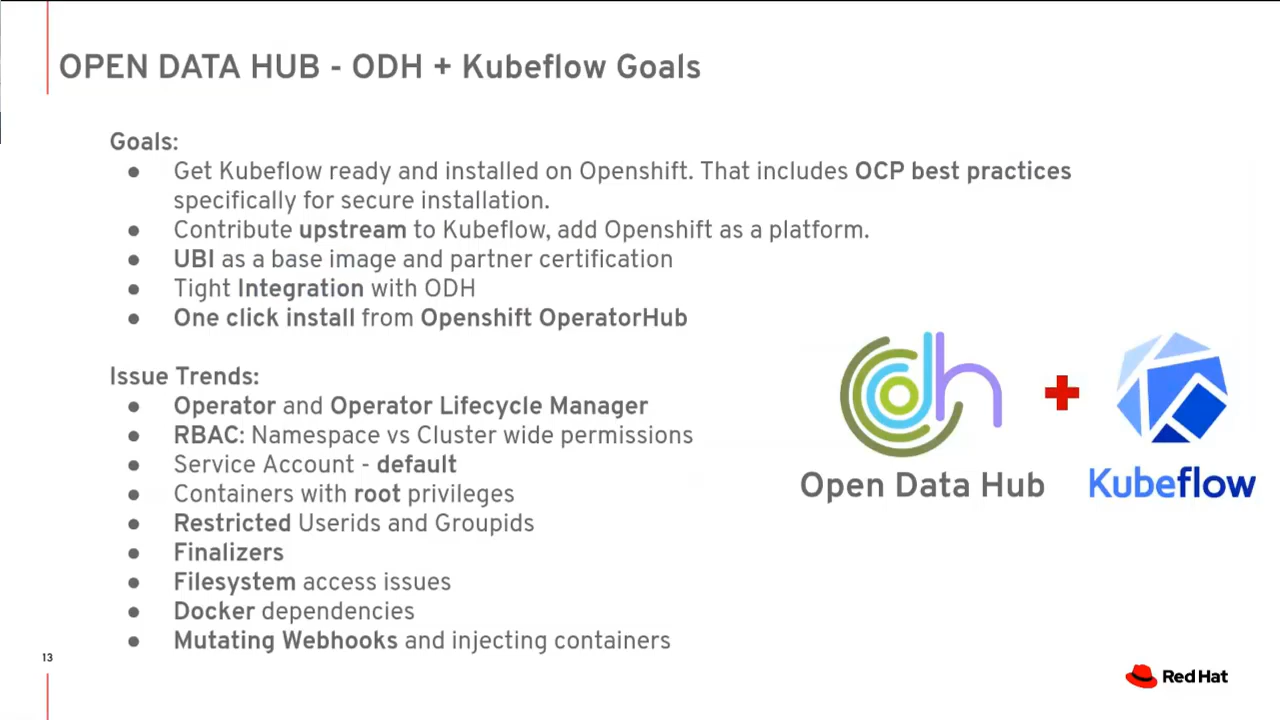 OPEN DATA HUB - ODH + Kubeflow Goals
Goals:
● Get Kubeflow ready and installed on Openshift. That includes OCP best practices
specifically for secure installation.
● Contribute upstream to Kubeflow, add Openshift as a platform.
● UBI as a base image and partner certification
● Tight Integration with ODH
● One click install from Openshift OperatorHub
Issue Trends:
● Operator and Operator Lifecycle Manager
● RBAC: Namespace vs Cluster wide permissions
● Service Account - default
● Containers with root privileges
● Restricted Userids and Groupids
● Finalizers
● Filesystem access issues
● Docker dependencies
● Mutating Webhooks and injecting containers
odh
Open Data Hub
Kubeflow
13
Red Hat